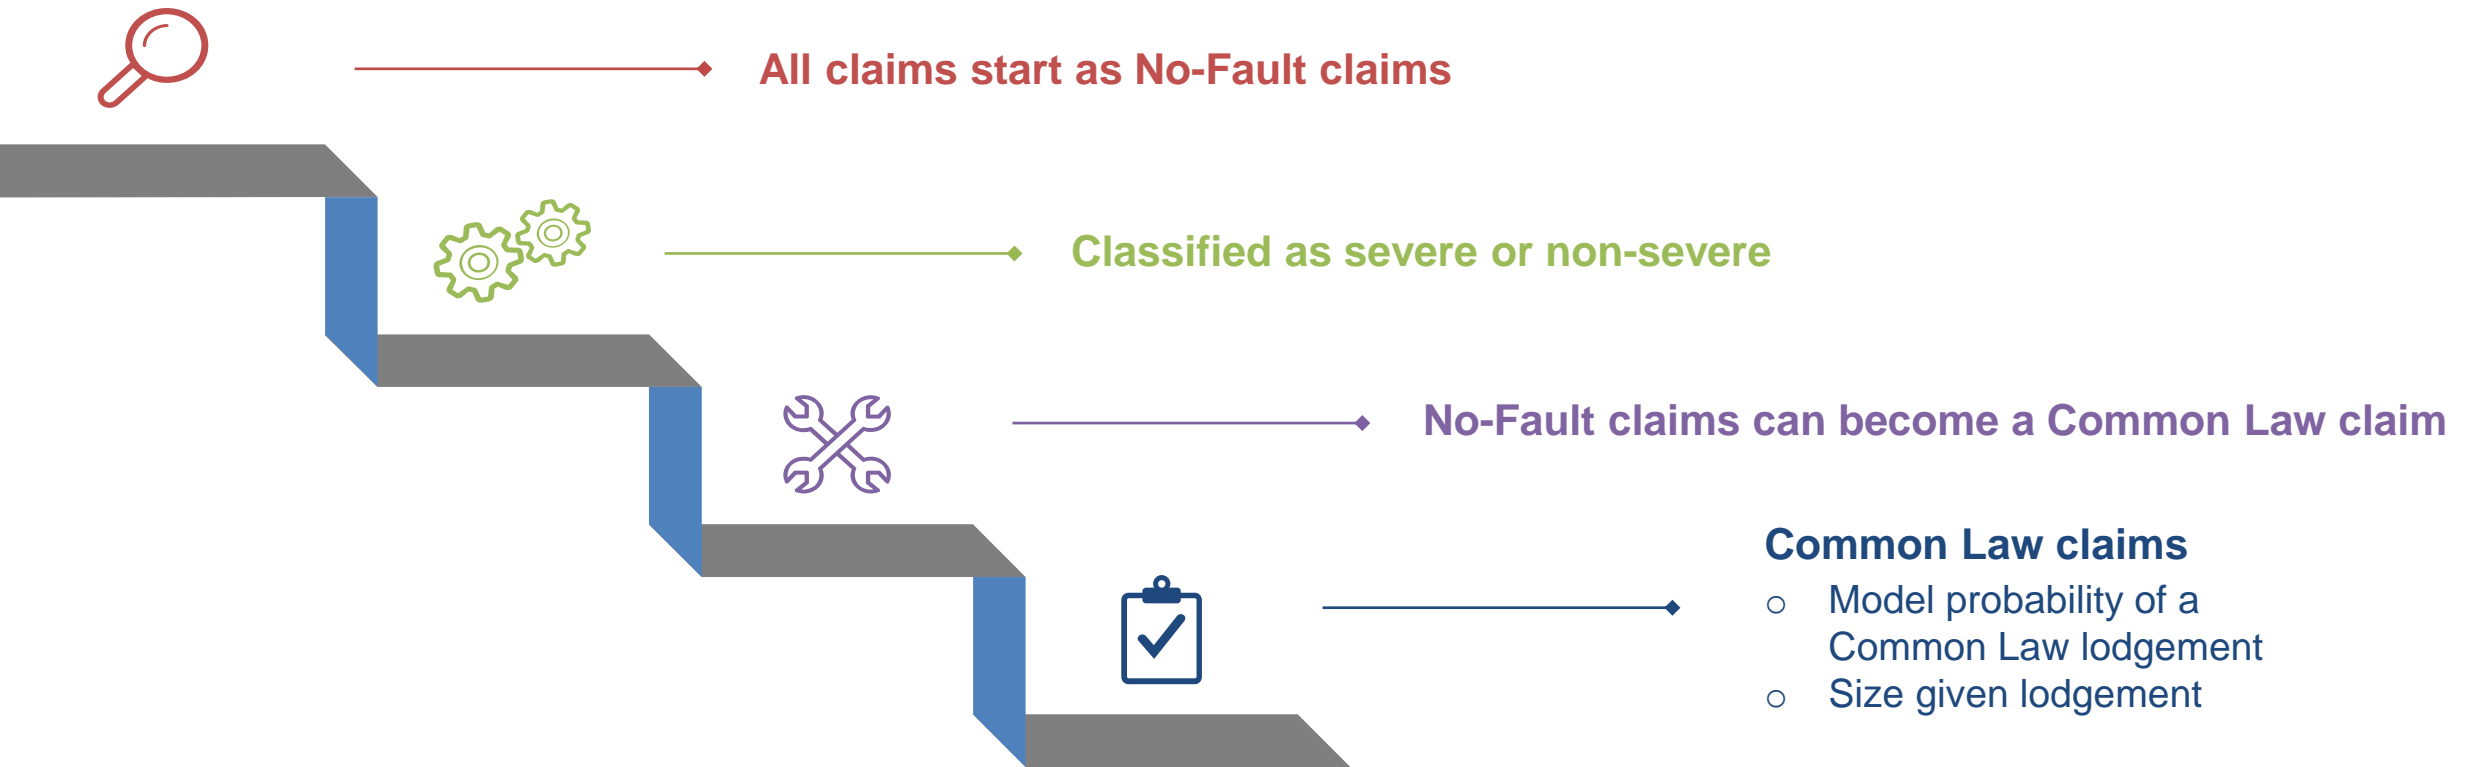 All claims start as No-Fault claims
Classified as severe or non-severe
No-Fault claims can become a Common Law claim
Common Law claims
○ Model probability of a
Common Law lodgement
○ Size given lodgement